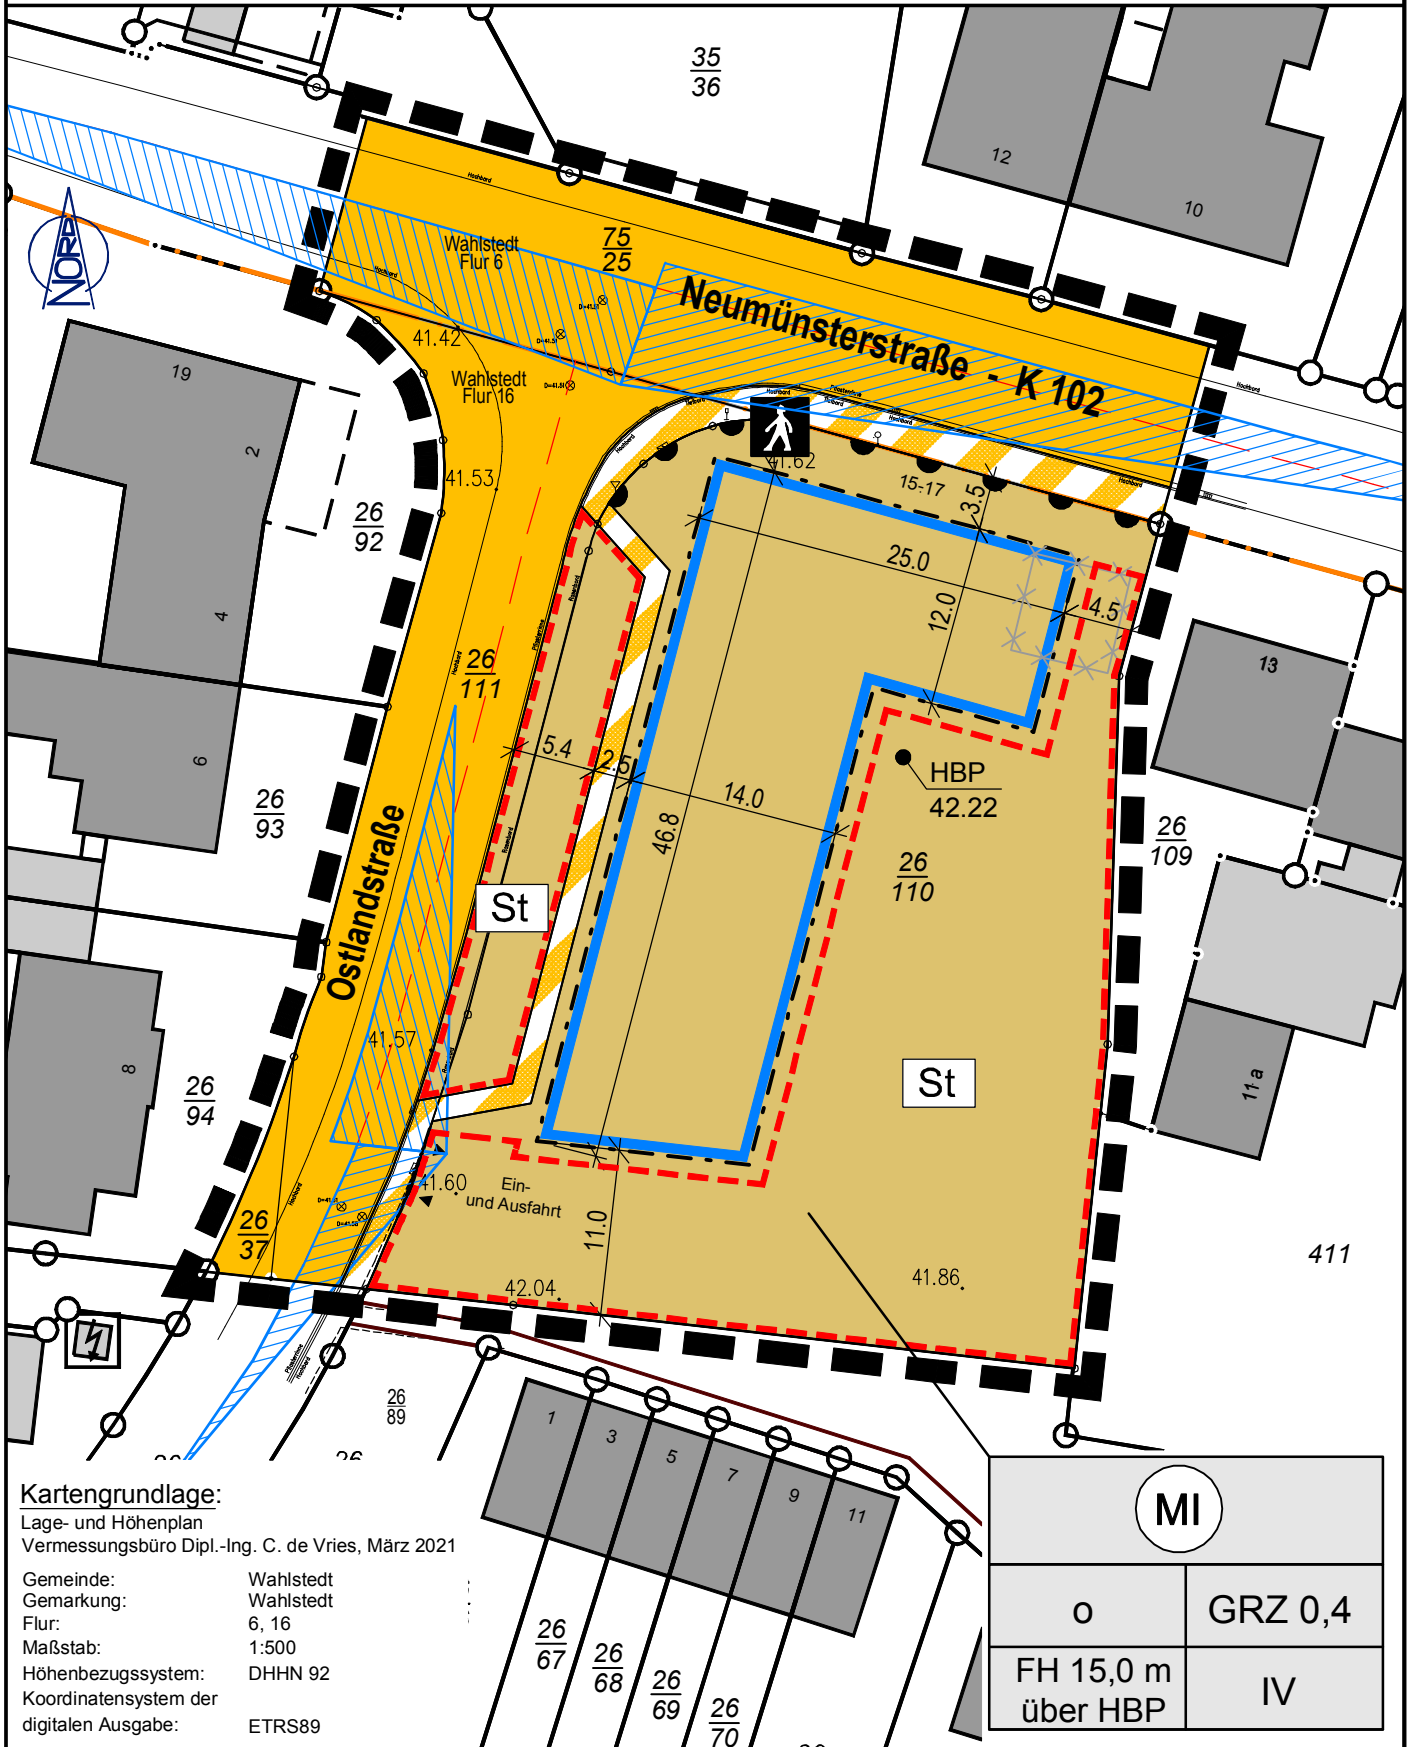 35
36
12
10
NORD
Wahlstedt
Flur 6
75
25
Neumünsterstraße - K 102
41.42
Wahlstedt
Flur 16
19
2
41.53
41.62
15-17
3.5
26
92
25.0
12.0
4.5
4
26
111
13
6
5.4
2.5
14.0
HBP
42.22
26
93
46.8
26
109
26
110
Ostlandstraße
St
41.57
8
26
94
St
11 a
41.60
Ein-
und Ausfahrt
11.0
26
37
42.04
41.86
411
26
89
26
1
3
5
7
9
11
Kartengrundlage:
Lage- und Höhenplan
Vermessungsbüro Dipl.-Ing. C. de Vries, März 2021
Gemeinde: Wahlstedt
Gemarkung: Wahlstedt
Flur: 6, 16
Maßstab: 1:500
Höhenbezugssystem: DHHN 92
Koordinatensystem der
digitalen Ausgabe: ETRS89
26
67
26
68
26
69
26
70
MI
o GRZ 0,4
FH 15,0 m
über HBP
IV